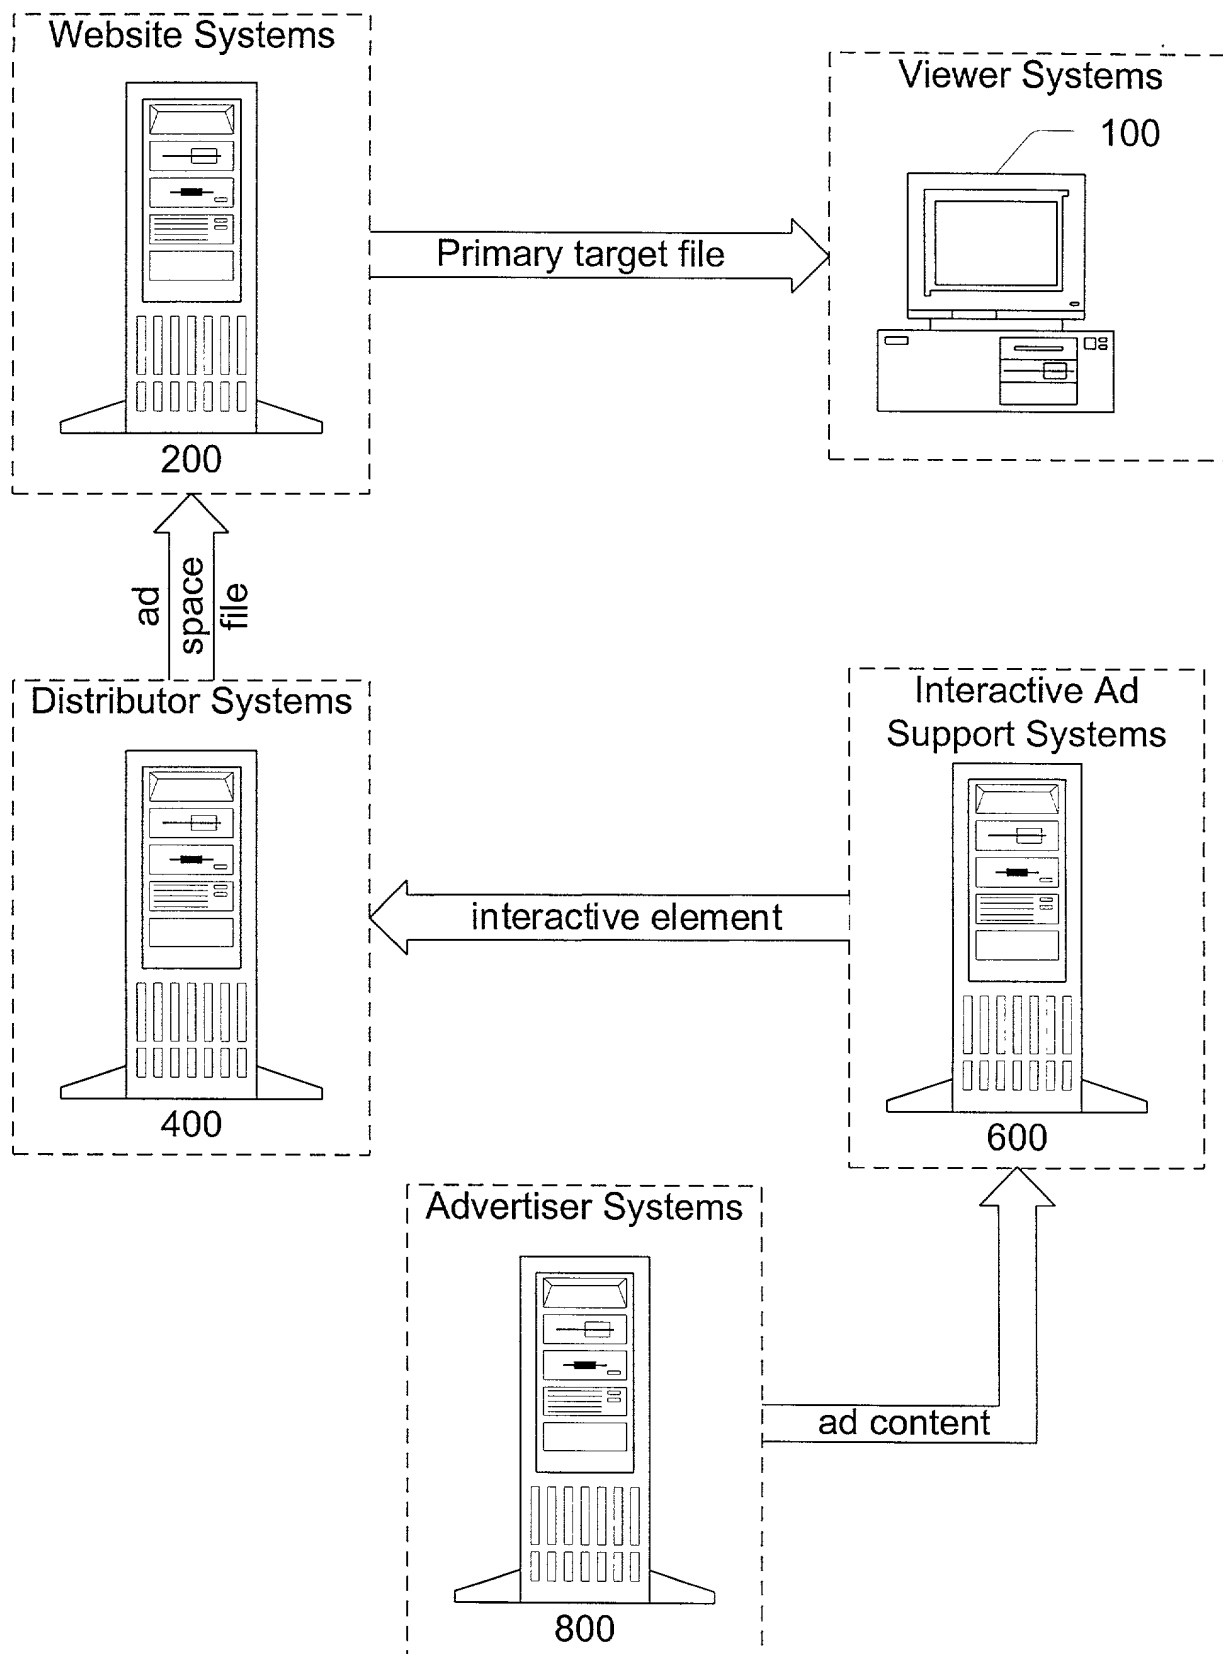 Website Systems
200
Viewer Systems
100
Primary target file
ad
space
file
Distributor Systems
400
Interactive Ad
Support Systems
600
interactive element
Advertiser Systems
800
ad content